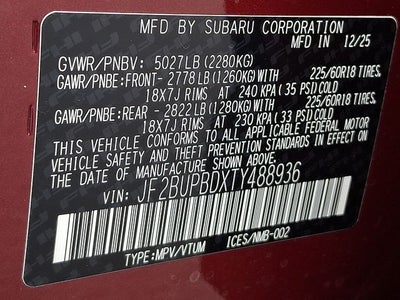 MFD BY SUBARU CORPORATION
MFD IN 12/25
GVWR/PNBV: 5027LB (2280KG)
GAWR/PNBE:FRONT- 2778 LB (1260KG) WITH 225/60R18 TIRES,
18X7J RIMS AT 240 KPA (35 PSI) COLD
GAWR/PNBE:REAR - 2822 LB (1280KG) WITH 225/60R18 TIRES,
18X7J RIMS AT 230 KPA (33 PSI) COLD
THIS VEHICLE CONFORMS TO ALL APPLICABLE FEDERAL MOTOR
VEHICLE SAFETY AND THEFT PREVENTION STANDARDS IN EFFECT
ON THE DATE OF MANUFACTURE SHOWN ABOVE.
VIN: JF2BUPBDXTY488936
TYPE:MPV/VTUM ICES/NMB-002